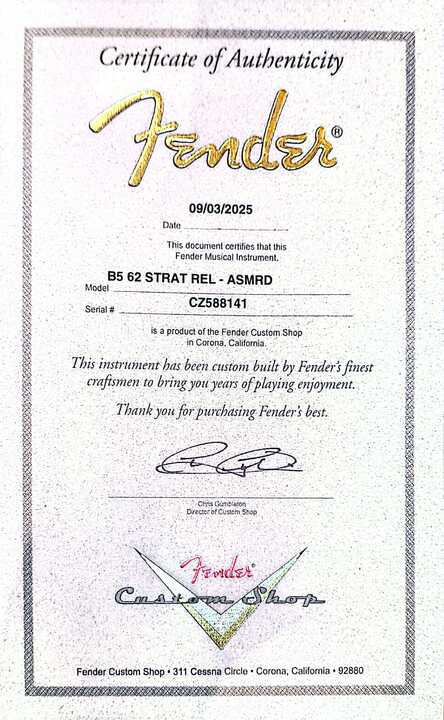 Certificate of Authenticity
Fender®
09/03/2025
Date
This document certifies that this
Fender Musical Instrument.
B5 62 STRAT REL - ASMRD
Model
CZ588141
Serial #
is a product of the Fender Custom Shop
in Corona, California.
This instrument has been custom built by Fender's finest
craftsmen to bring you years of playing enjoyment.
Thank you for purchasing Fender's best.
Chris Gumbleton
Director of Custom Shop
Fender®
Custom Shop
Fender Custom Shop • 311 Cessna Circle • Corona, California • 92880